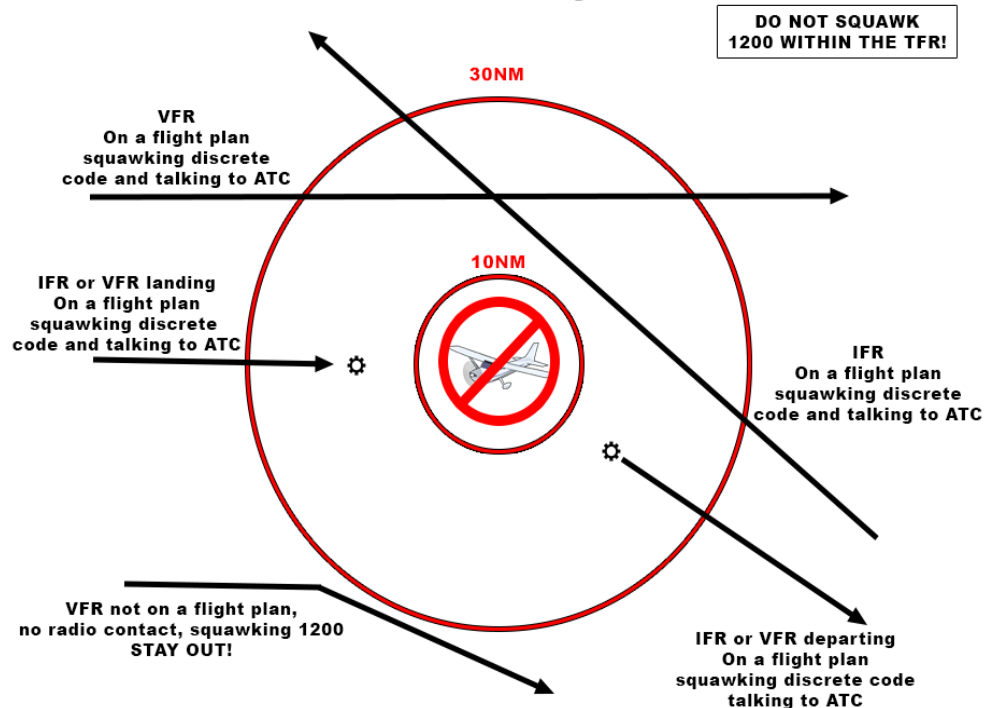 DO NOT SQUAWK
1200 WITHIN THE TFR!
30NM
VFR
On a flight plan
squawking discrete
code and talking to ATC
10NM
IFR or VFR landing
On a flight plan
squawking discrete
code and talking to ATC
IFR
On a flight plan
squawking discrete
code and talking to ATC
VFR not on a flight plan,
no radio contact, squawking 1200
STAY OUT!
IFR or VFR departing
On a flight plan
squawking discrete code
talking to ATC